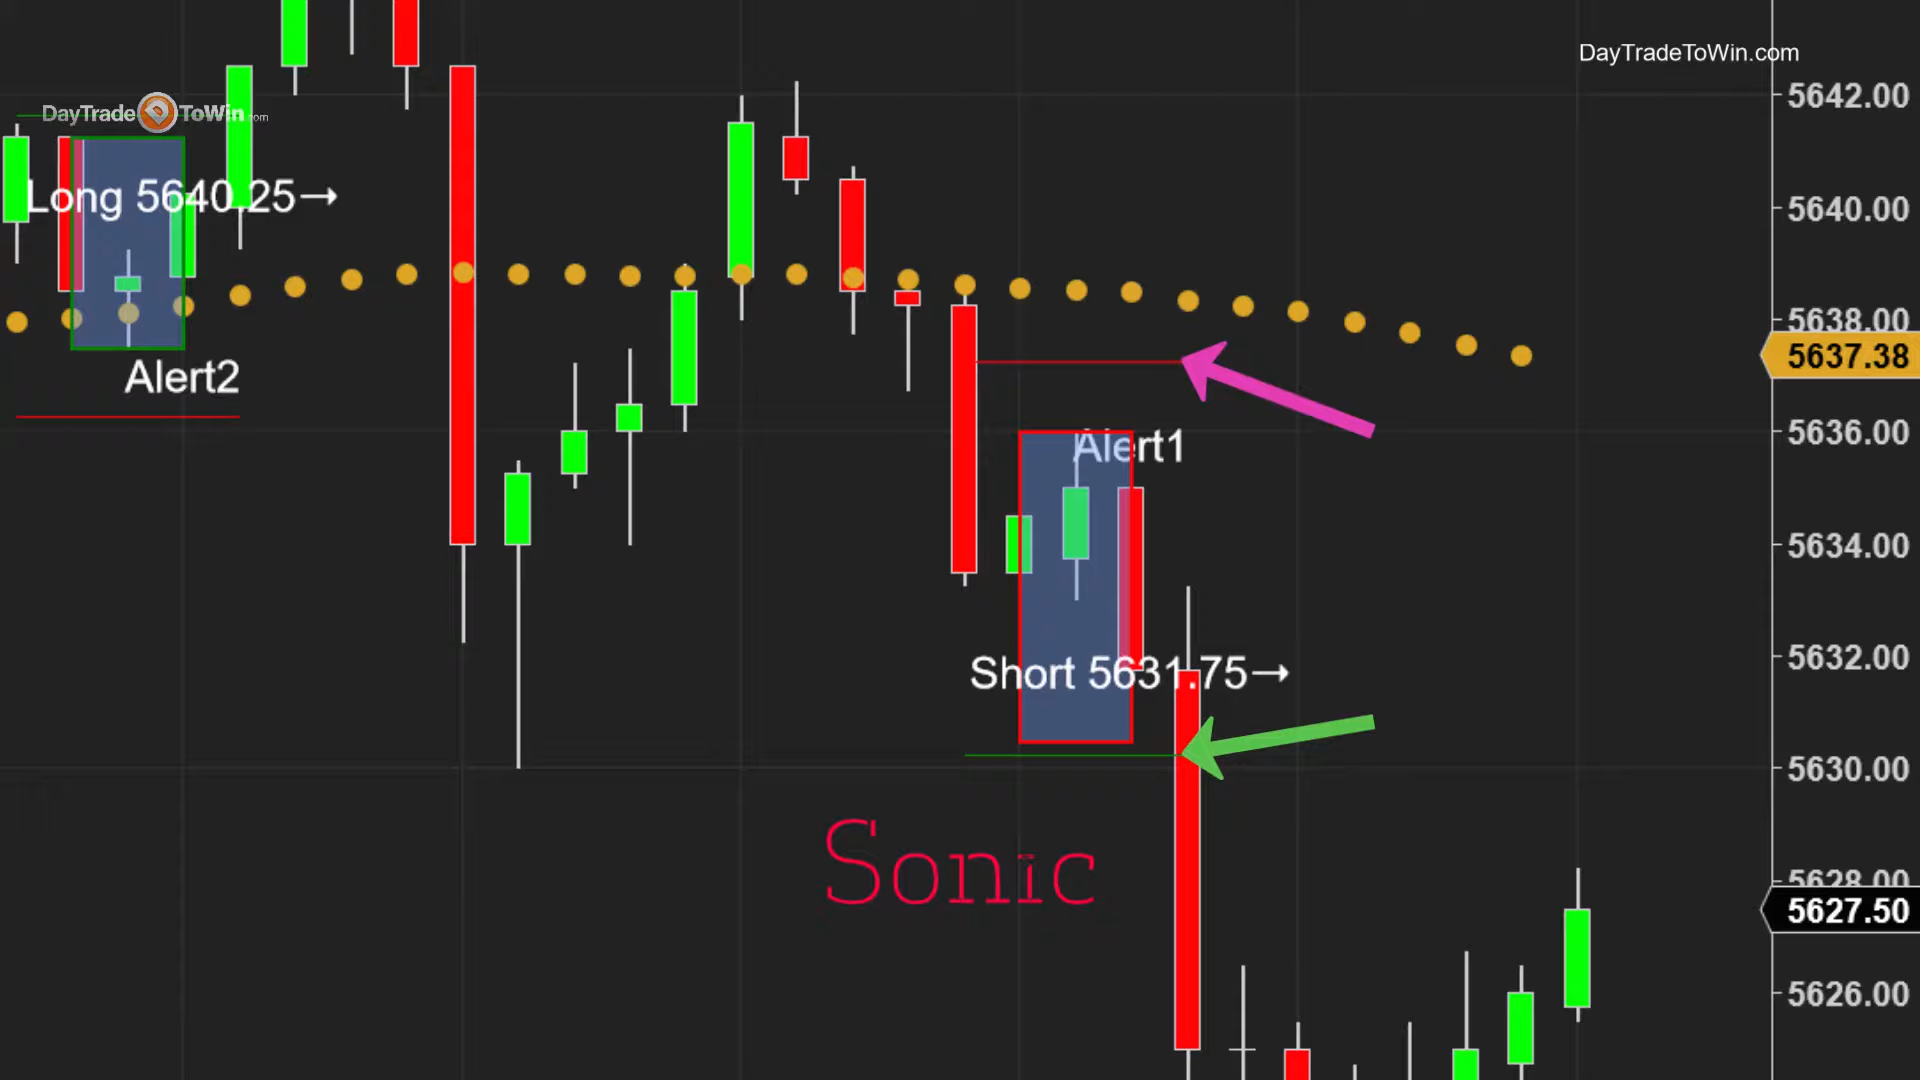 DayTradeToWin.com
DayTradeToWin.com
5642.00
Long 5640.25→
5640.00
5638.00
5637.38
Alert2
Alert1
5636.00
5634.00
5632.00
Short 5631.75→
5630.00
Sonic
5628.00
5627.50
5626.00